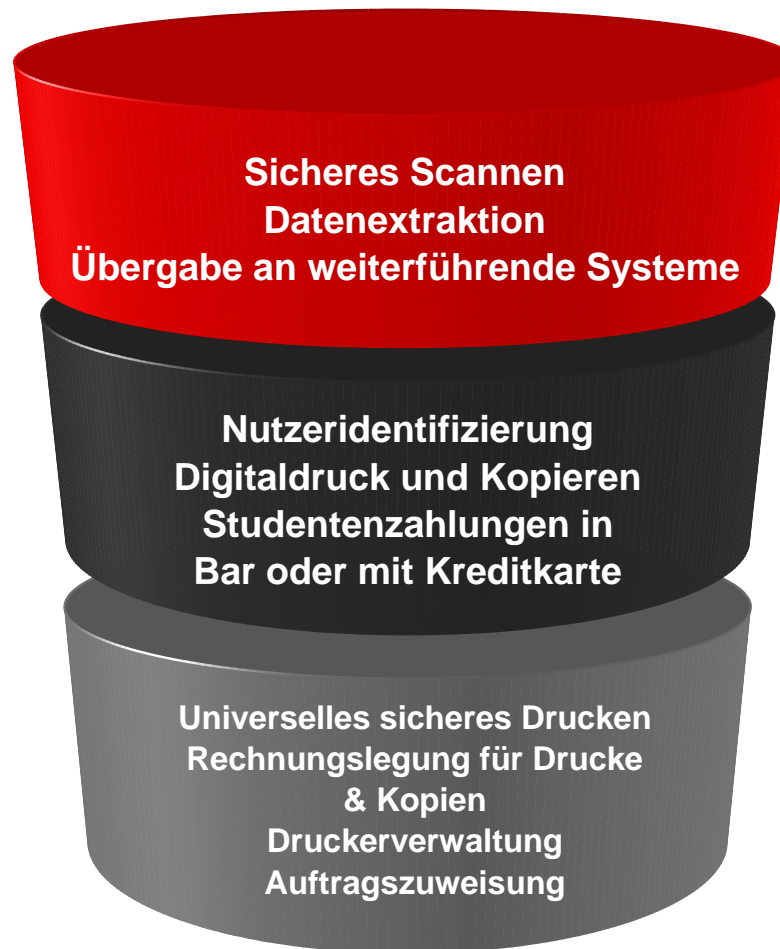 Sicheres Scannen
Datenextraktion
Übergabe an weiterführende Systeme
Nutzeridentifizierung
Digitaldruck und Kopieren
Studentenzahlungen in
Bar oder mit Kreditkarte
Universelles sicheres Drucken
Rechnungslegung für Drucke
& Kopien
Druckerverwaltung
Auftragszuweisung